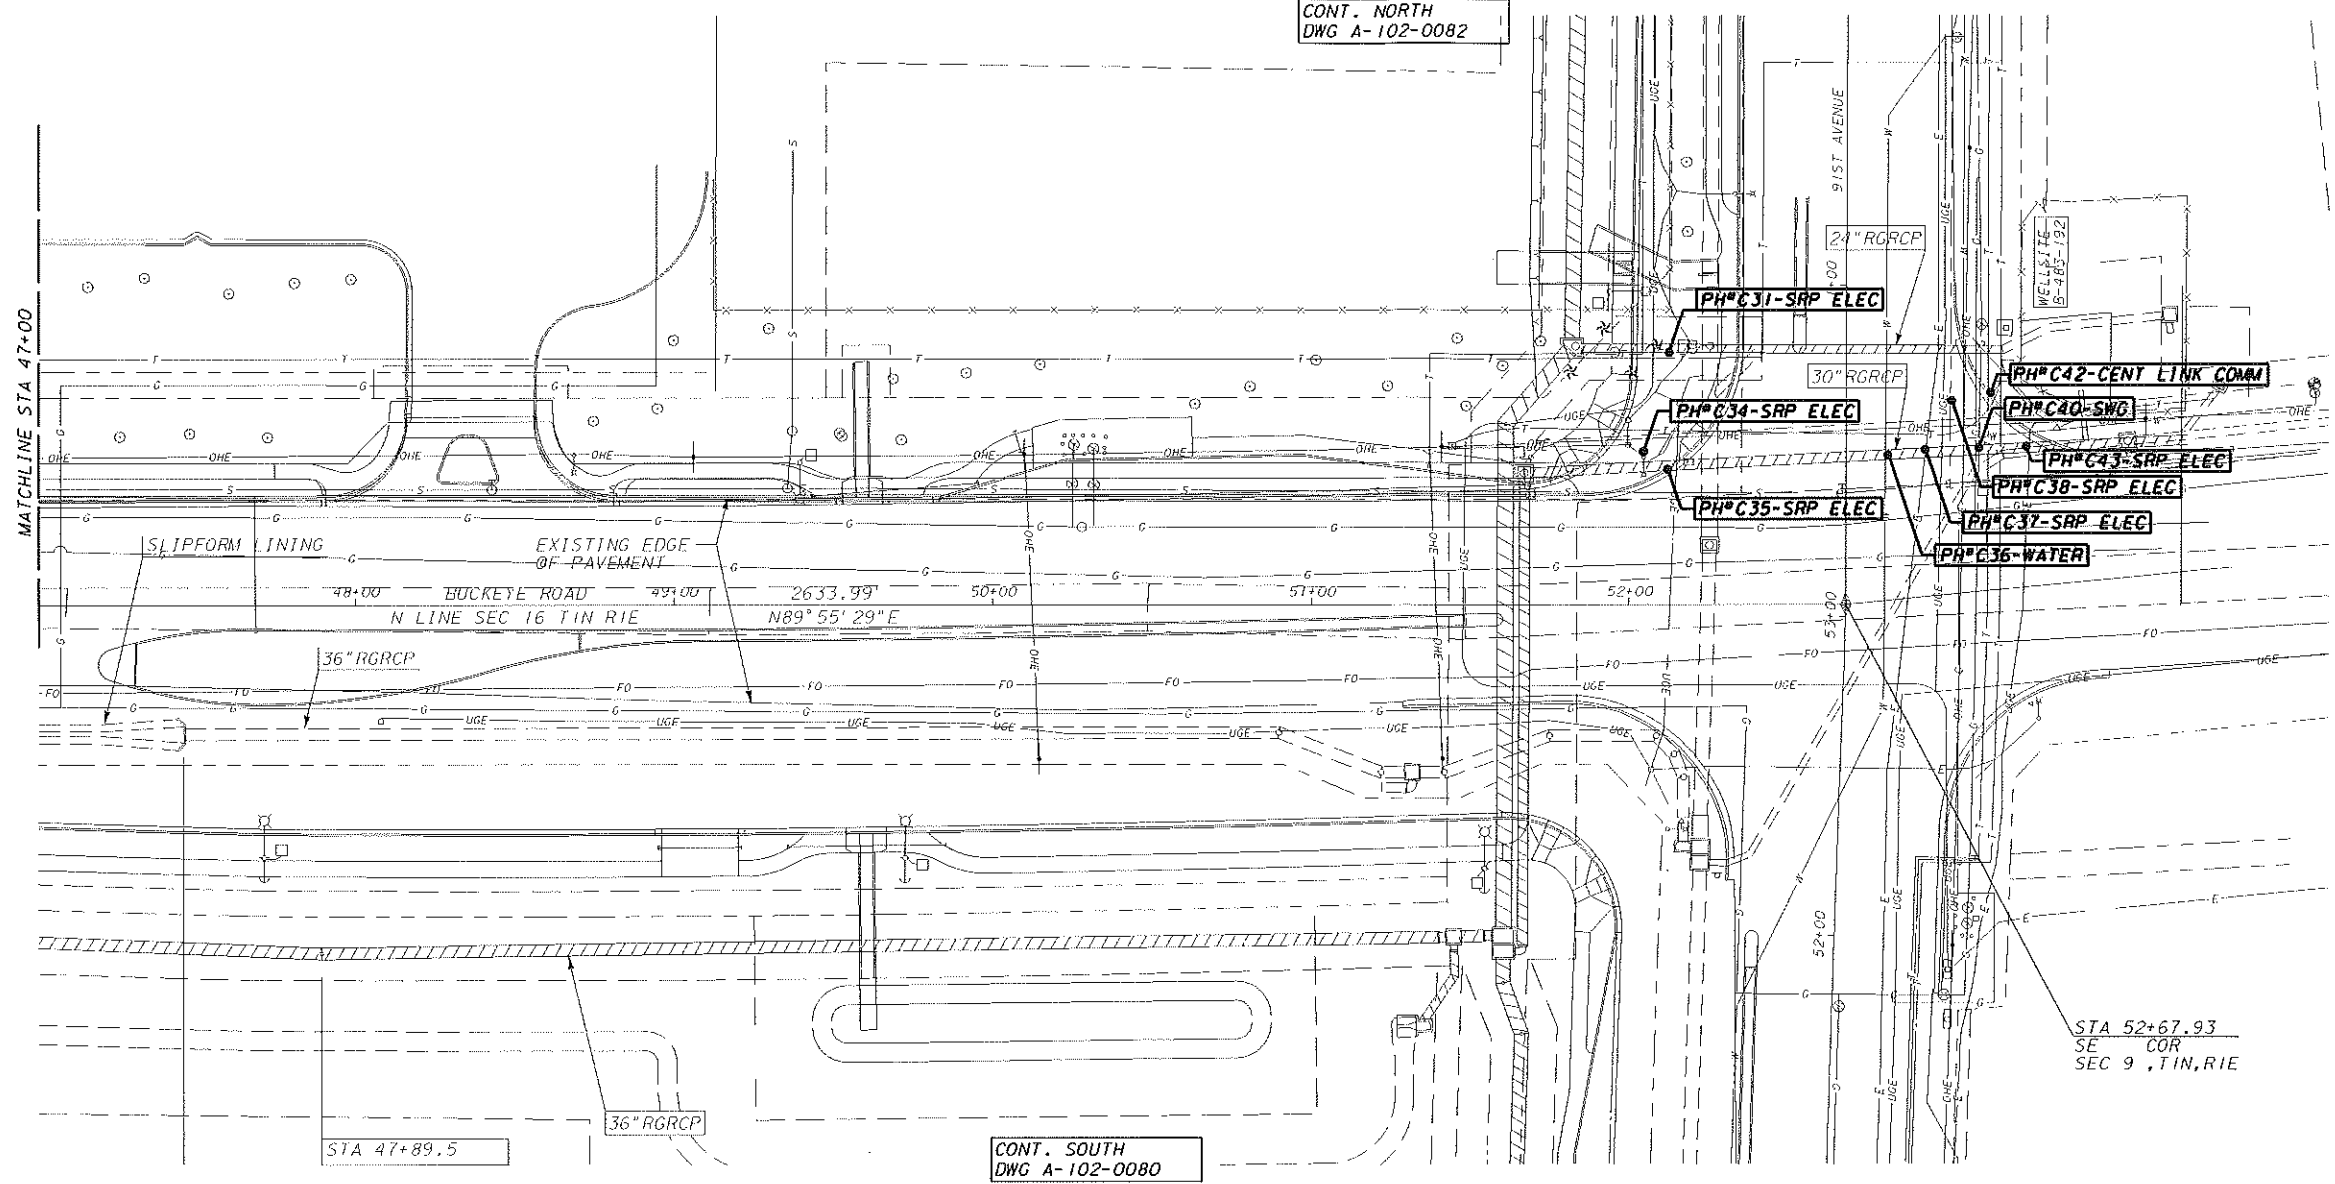 CONT. NORTH
DWG A-102-0082
MATCHLINE STA 47+00
91ST AVENUE
24" RGRCP
WELLSITE
PH#C31-SRP ELEC
30" RGRCP
PH#C42-CENT LINK COMM
PH#C34-SRP ELEC
PH#C40-SWG
PH#C43-SRP ELEC
PH#C38-SRP ELEC
PH#C35-SRP ELEC
PH#C37-SRP ELEC
PH#C36-WATER
SLIPFORM LINING
EXISTING EDGE
OF PAVEMENT
48+00 BUCKEYE ROAD 49+00 2633.99' 50+00 51+00 52+00
N LINE SEC 16 T1N R1E N89°55'29"E
53+00
36" RGRCP
52+00
STA 52+67.93
SE COR
SEC 9 ,T1N,R1E
36" RGRCP
STA 47+89.5
CONT. SOUTH
DWG A-102-0080
T
G
S
OHE
UGE
FO
W
E